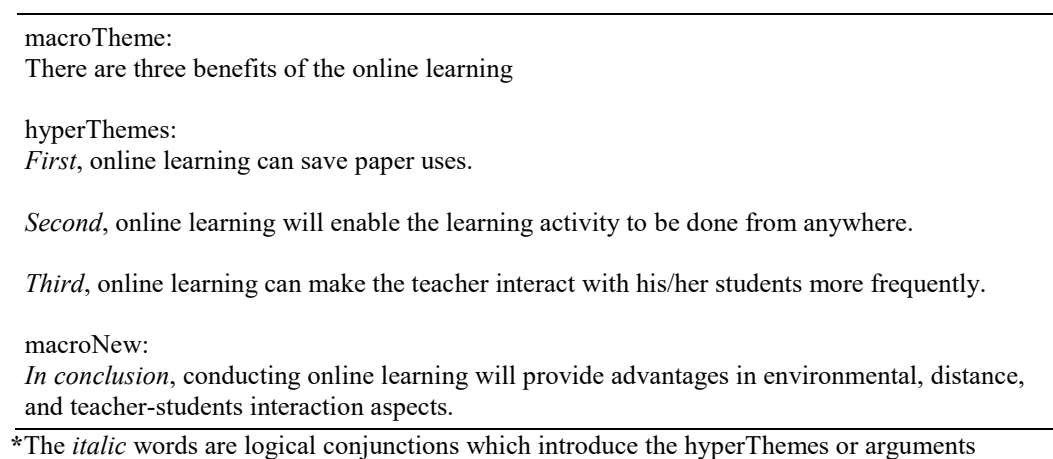 macroTheme:
There are three benefits of the online learning
hyperThemes:
First, online learning can save paper uses.
Second, online learning will enable the learning activity to be done from anywhere.
Third, online learning can make the teacher interact with his/her students more frequently.
macroNew:
In conclusion, conducting online learning will provide advantages in environmental, distance,
and teacher-students interaction aspects.
*The italic words are logical conjunctions which introduce the hyperThemes or arguments